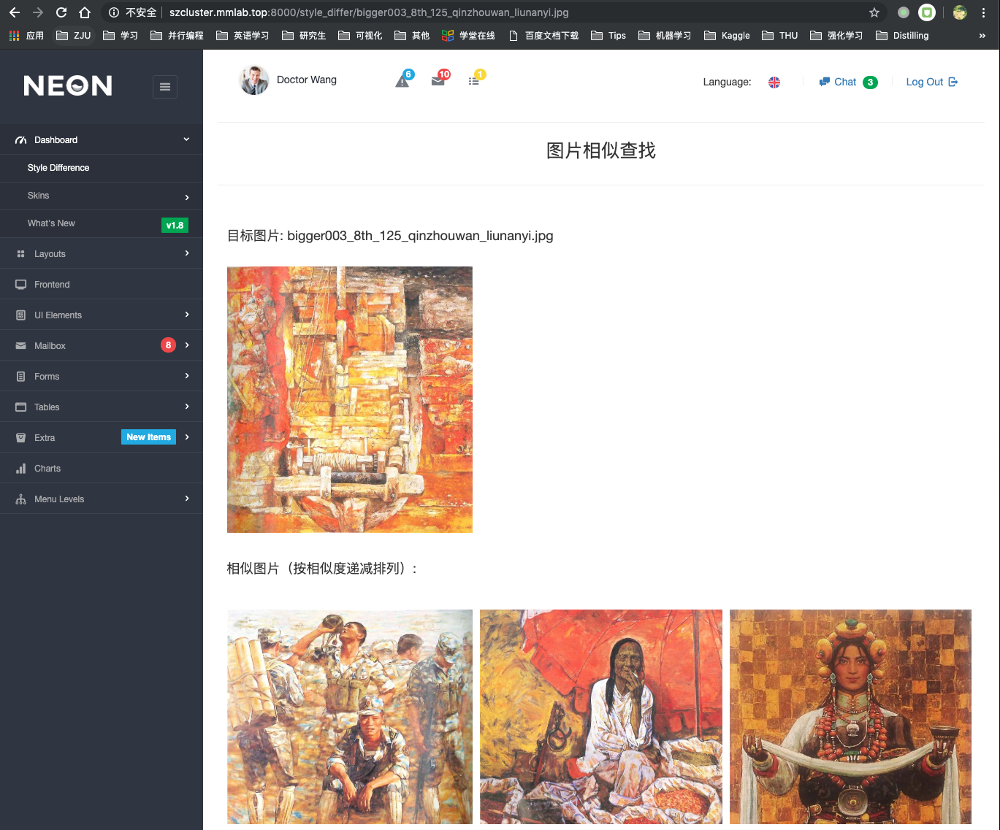 不安全 szcluster.mmlab.top:8000/style_differ/bigger003_8th_125_qinzhouwan_liunanyi.jpg
应用 ZJU 学习 并行编程 英语学习 研究生 可视化 其他 学堂在线 百度文档下载 Tips 机器学习 Kaggle THU 强化学习 Distilling »
NEON
Doctor Wang 6 10 1 Language: Chat 3 Log Out
Dashboard
Style Difference
Skins
What's New v1.8
Layouts
Frontend
UI Elements
Mailbox 8
Forms
Tables
Extra New Items
Charts
Menu Levels
图片相似查找
目标图片: bigger003_8th_125_qinzhouwan_liunanyi.jpg
相似图片（按相似度递减排列）: